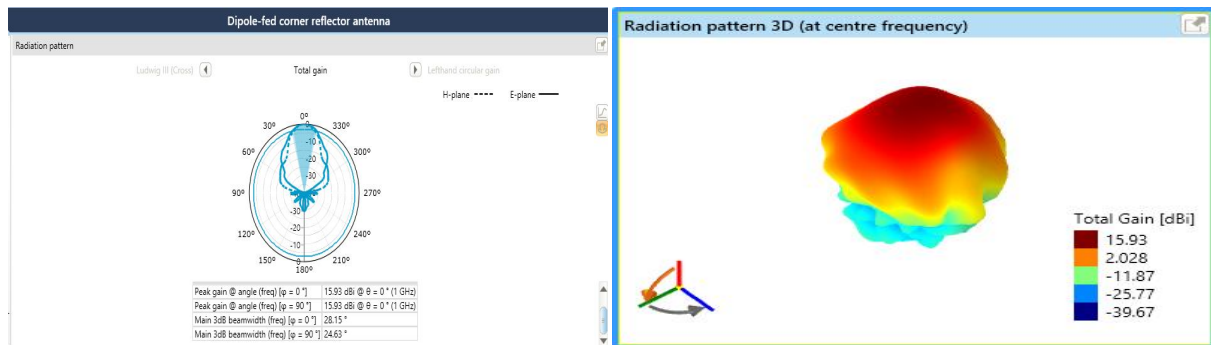 Dipole-fed corner reflector antenna
Radiation pattern
Ludwig III (Cross) Total gain Lefthand circular gain
H-plane E-plane
0°
30° 330°
60° 300°
90° 270°
120° 240°
150° 210°
180°
0
-10
-20
-30
-30
-20
-10
0
Peak gain @ angle (freq) [φ = 0 °] 15.93 dBi @ θ = 0 ° (1 GHz)
Peak gain @ angle (freq) [φ = 90 °] 15.93 dBi @ θ = 0 ° (1 GHz)
Main 3dB beamwidth (freq) [φ = 0 °] 28.15 °
Main 3dB beamwidth (freq) [φ = 90 °] 24.63 °
Radiation pattern 3D (at centre frequency)
Total Gain [dBi]
15.93
2.028
-11.87
-25.77
-39.67